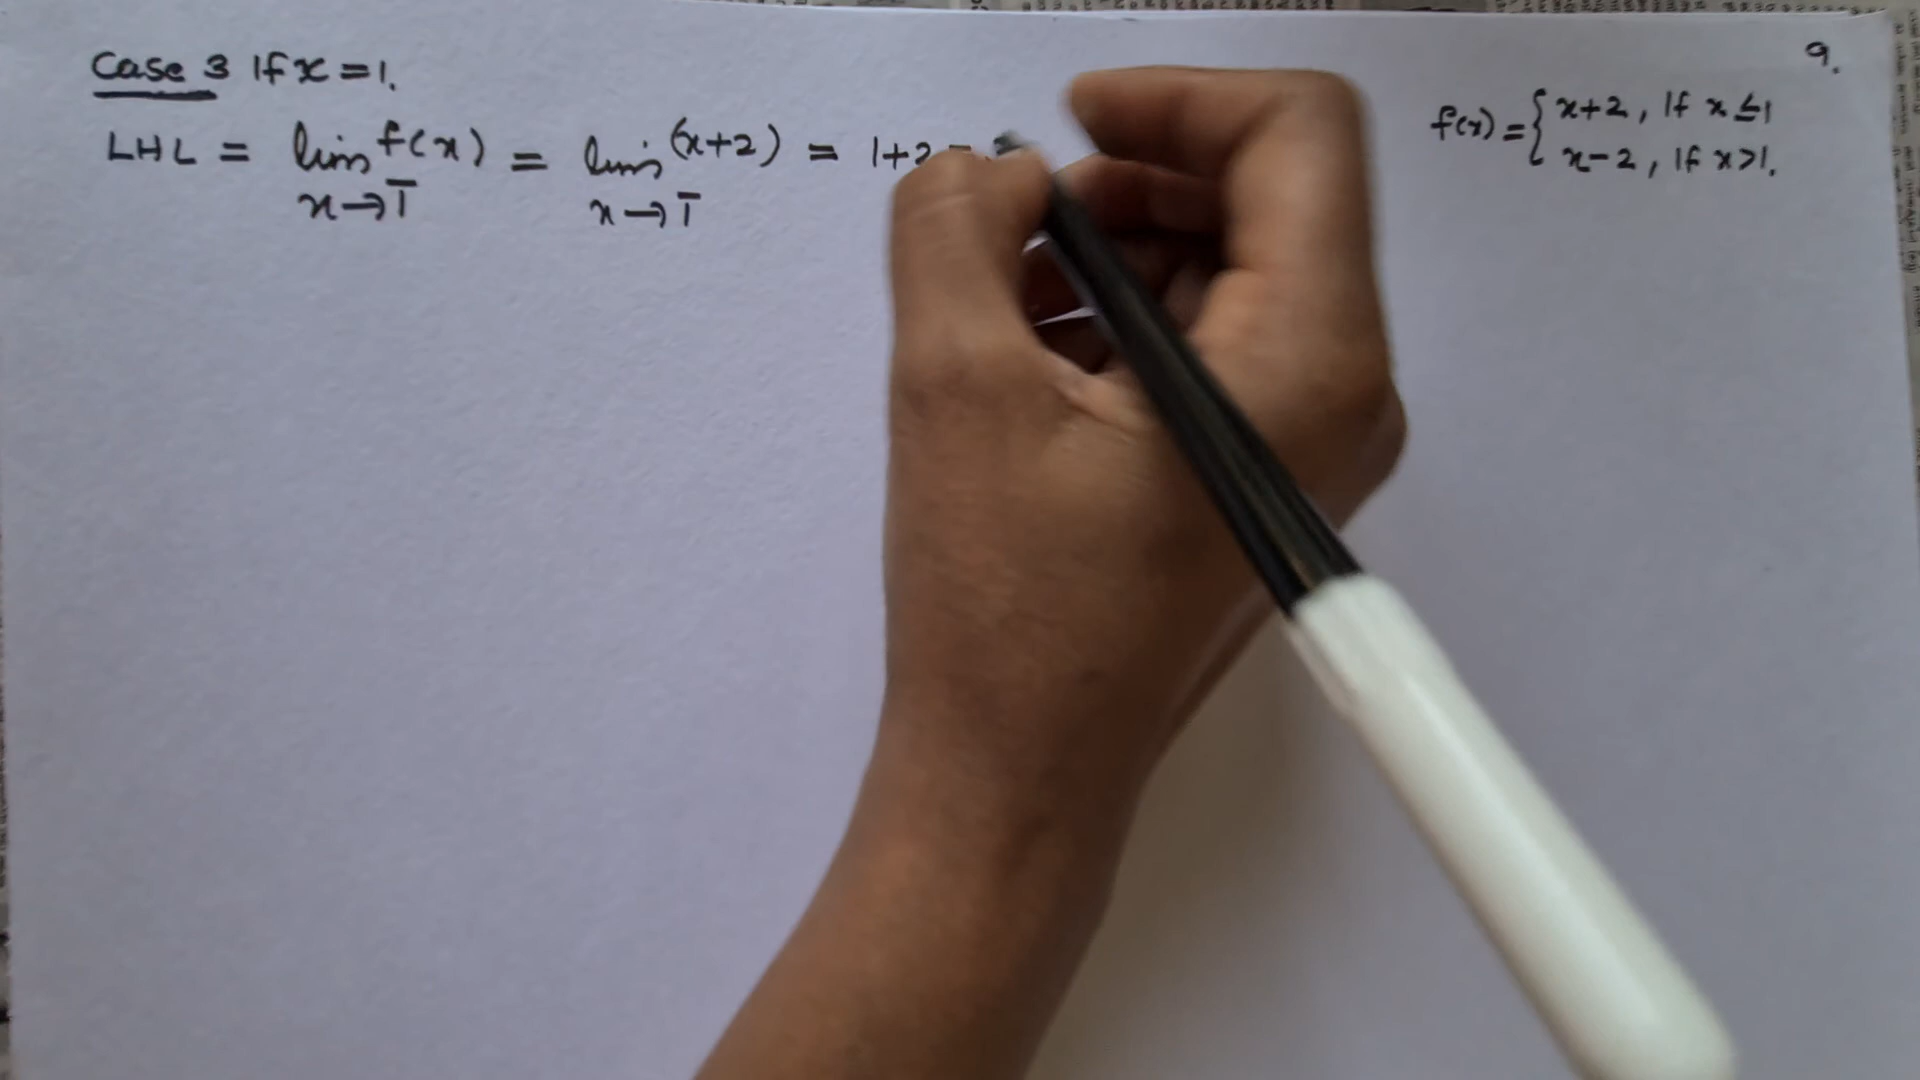 9.
Case 3 If x = 1.
LHL = lim f(x) = lim (x+2) = 1+2 =
x→1⁻ x→1⁻
f(x) = { x+2, If x ≤ 1
x-2, If x > 1.